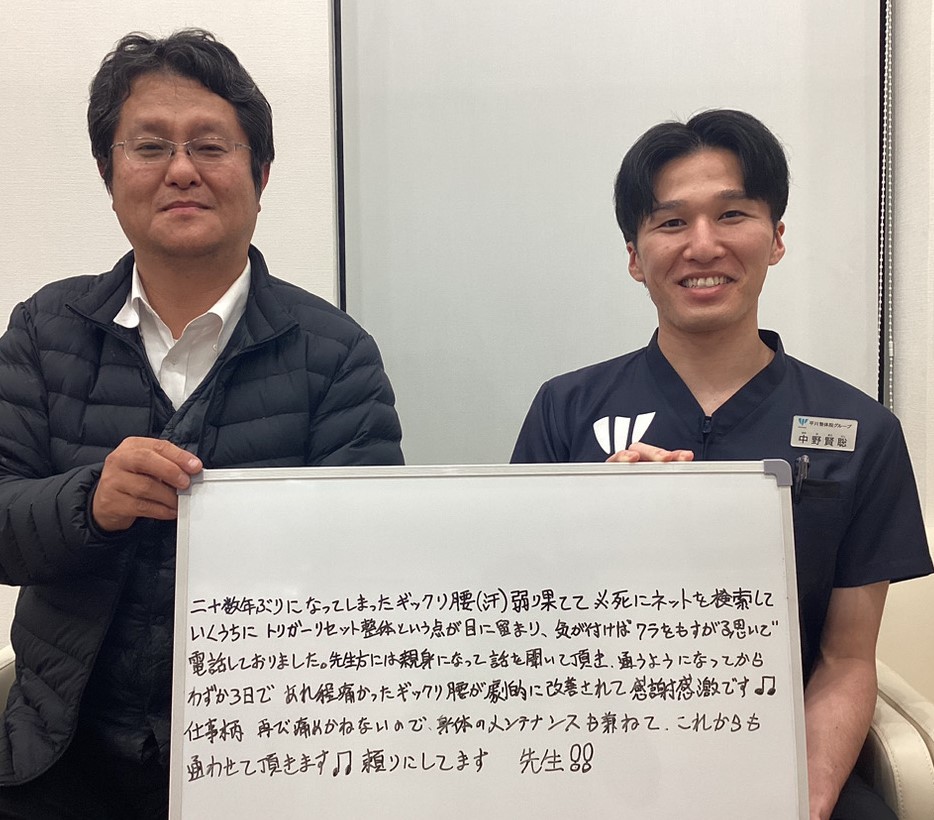 平川整体院グループ
中野賢聡
二十数年ぶりになってしまったギックリ腰(汗)弱り果てて必死にネットを検索して
いくうちに トリガーリセット整体という点が目に留まり、気が付けば"ワラをもすがる思い"で
電話しておりました。先生方には親身になって話を聞いて頂き、通うようになってから
わずか3日で あれ程痛かったギックリ腰が劇的に改善されて 感謝感激です♫
仕事柄 再び痛めかねないので、身体のメンテナンスも兼ねて、これからも
通わせて頂きます♫ 頼りにしてます 先生!!